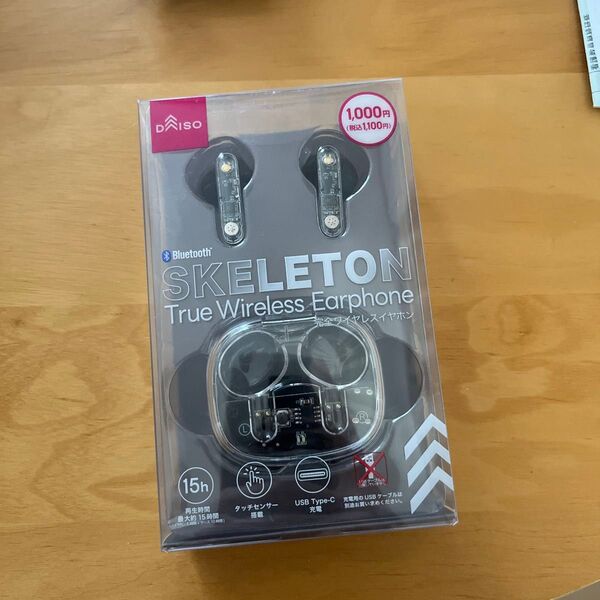 DAISO
1,000円
(税込1,100円)
Bluetooth
SKELETON
True Wireless Earphone
完全ワイヤレスイヤホン
L
R
15h
再生時間
最大約15時間
タッチセンサー
搭載
USB Type-C
充電
充電用のUSBケーブルは
別途お買い求めください。